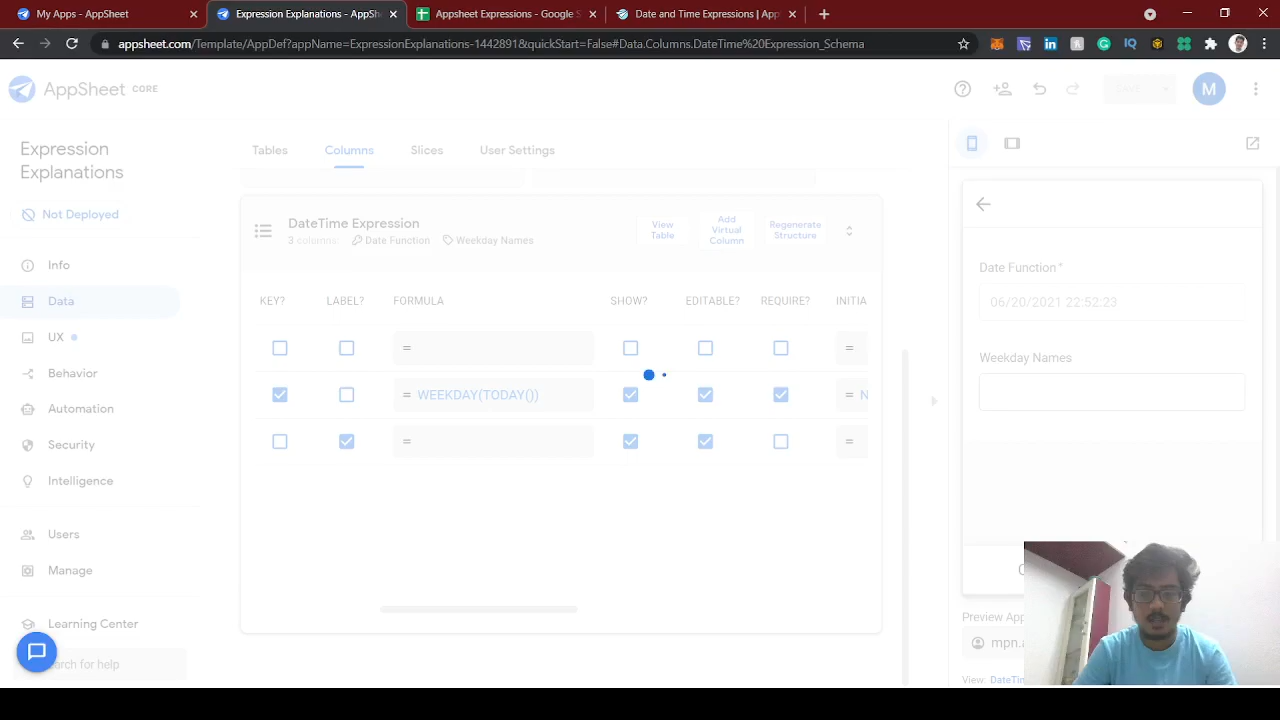 My Apps - AppSheet
Expression Explanations - AppShe
Appsheet Expressions - Google S
Date and Time Expressions | App
appsheet.com/Template/AppDef?appName=ExpressionExplanations-1442891&quickStart=False#Data.Columns.DateTime%20Expression_Schema
AppSheet CORE
SAVE
M
Expression
Explanations
Not Deployed
Info
Data
UX
Behavior
Automation
Security
Intelligence
Users
Manage
Learning Center
earch for help
Tables
Columns
Slices
User Settings
DateTime Expression
3 columns
Date Function
Weekday Names
View
Table
Add
Virtual
Column
Regenerate
Structure
KEY?
LABEL?
FORMULA
SHOW?
EDITABLE?
REQUIRE?
INITIA
=
=
= WEEKDAY(TODAY())
= N
=
=
Date Function *
06/20/2021 22:52:23
Weekday Names
C
Preview App
mpn.a
View: DateTim